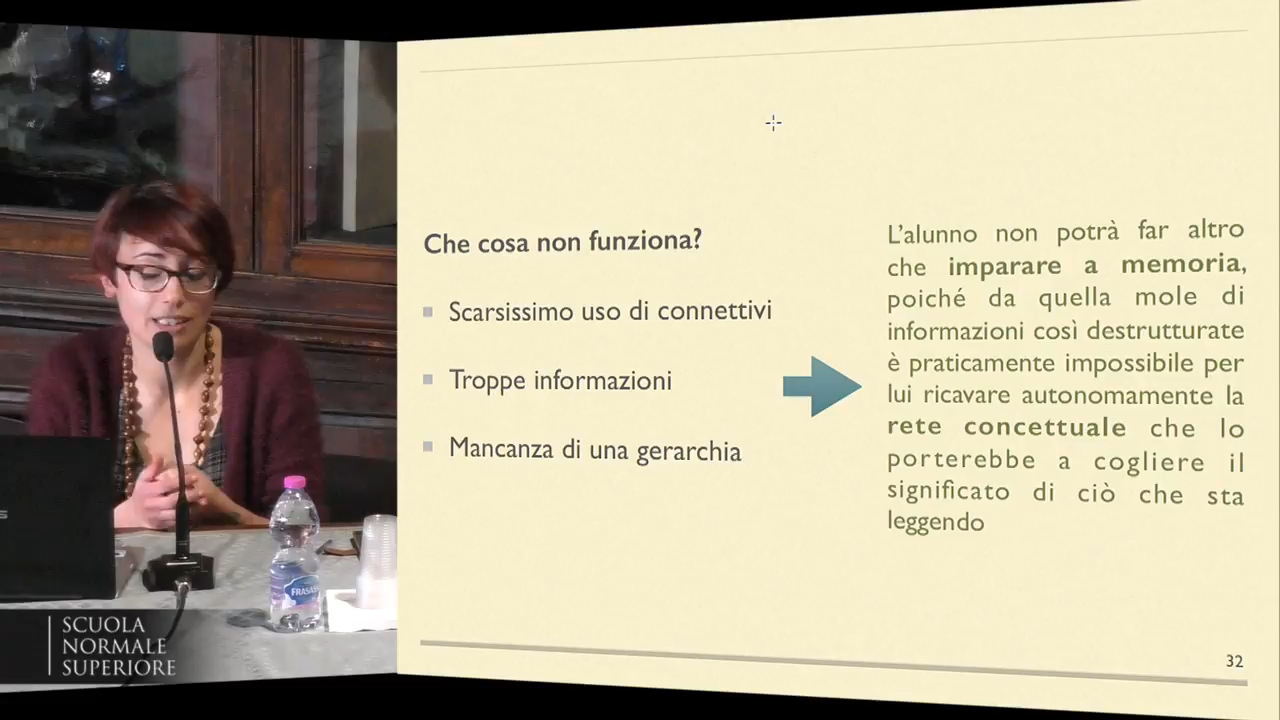 Che cosa non funziona?
Scarsissimo uso di connettivi
Troppe informazioni
Mancanza di una gerarchia
L'alunno non potrà far altro
che imparare a memoria,
poiché da quella mole di
informazioni così destrutturate
è praticamente impossibile per
lui ricavare autonomamente la
rete concettuale che lo
porterebbe a cogliere il
significato di ciò che sta
leggendo
32
SCUOLA
NORMALE
SUPERIORE